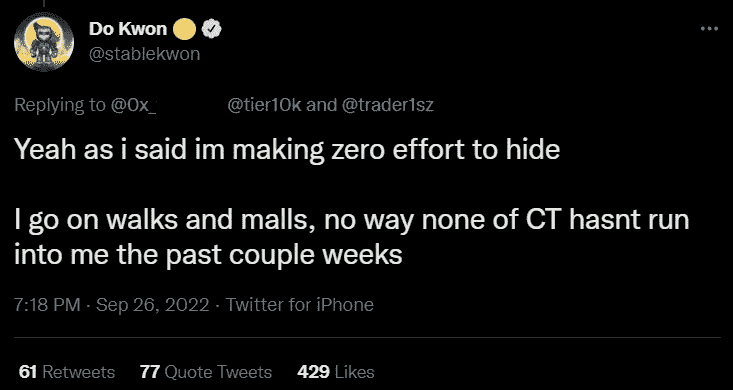 Do Kwon
@stablekwon
Replying to @0x_ @tier10k and @trader1sz
Yeah as i said im making zero effort to hide
I go on walks and malls, no way none of CT hasnt run
into me the past couple weeks
7:18 PM · Sep 26, 2022 · Twitter for iPhone
61 Retweets 77 Quote Tweets 429 Likes